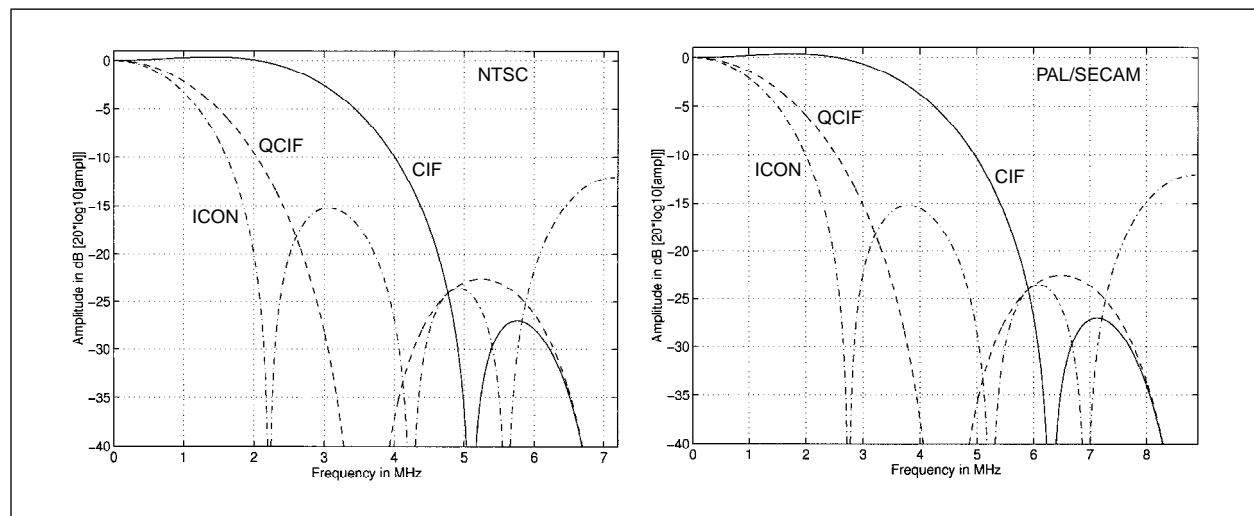 0
−5
−10
−15
−20
−25
−30
−35
−40
Amplitude in dB [20*log10[ampl]]
NTSC
QCIF
CIF
ICON
0 1 2 3 4 5 6 7
Frequency in MHz
0
−5
−10
−15
−20
−25
−30
−35
−40
Amplitude in dB [20*log10[ampl]]
PAL/SECAM
QCIF
CIF
ICON
0 1 2 3 4 5 6 7 8
Frequency in MHz